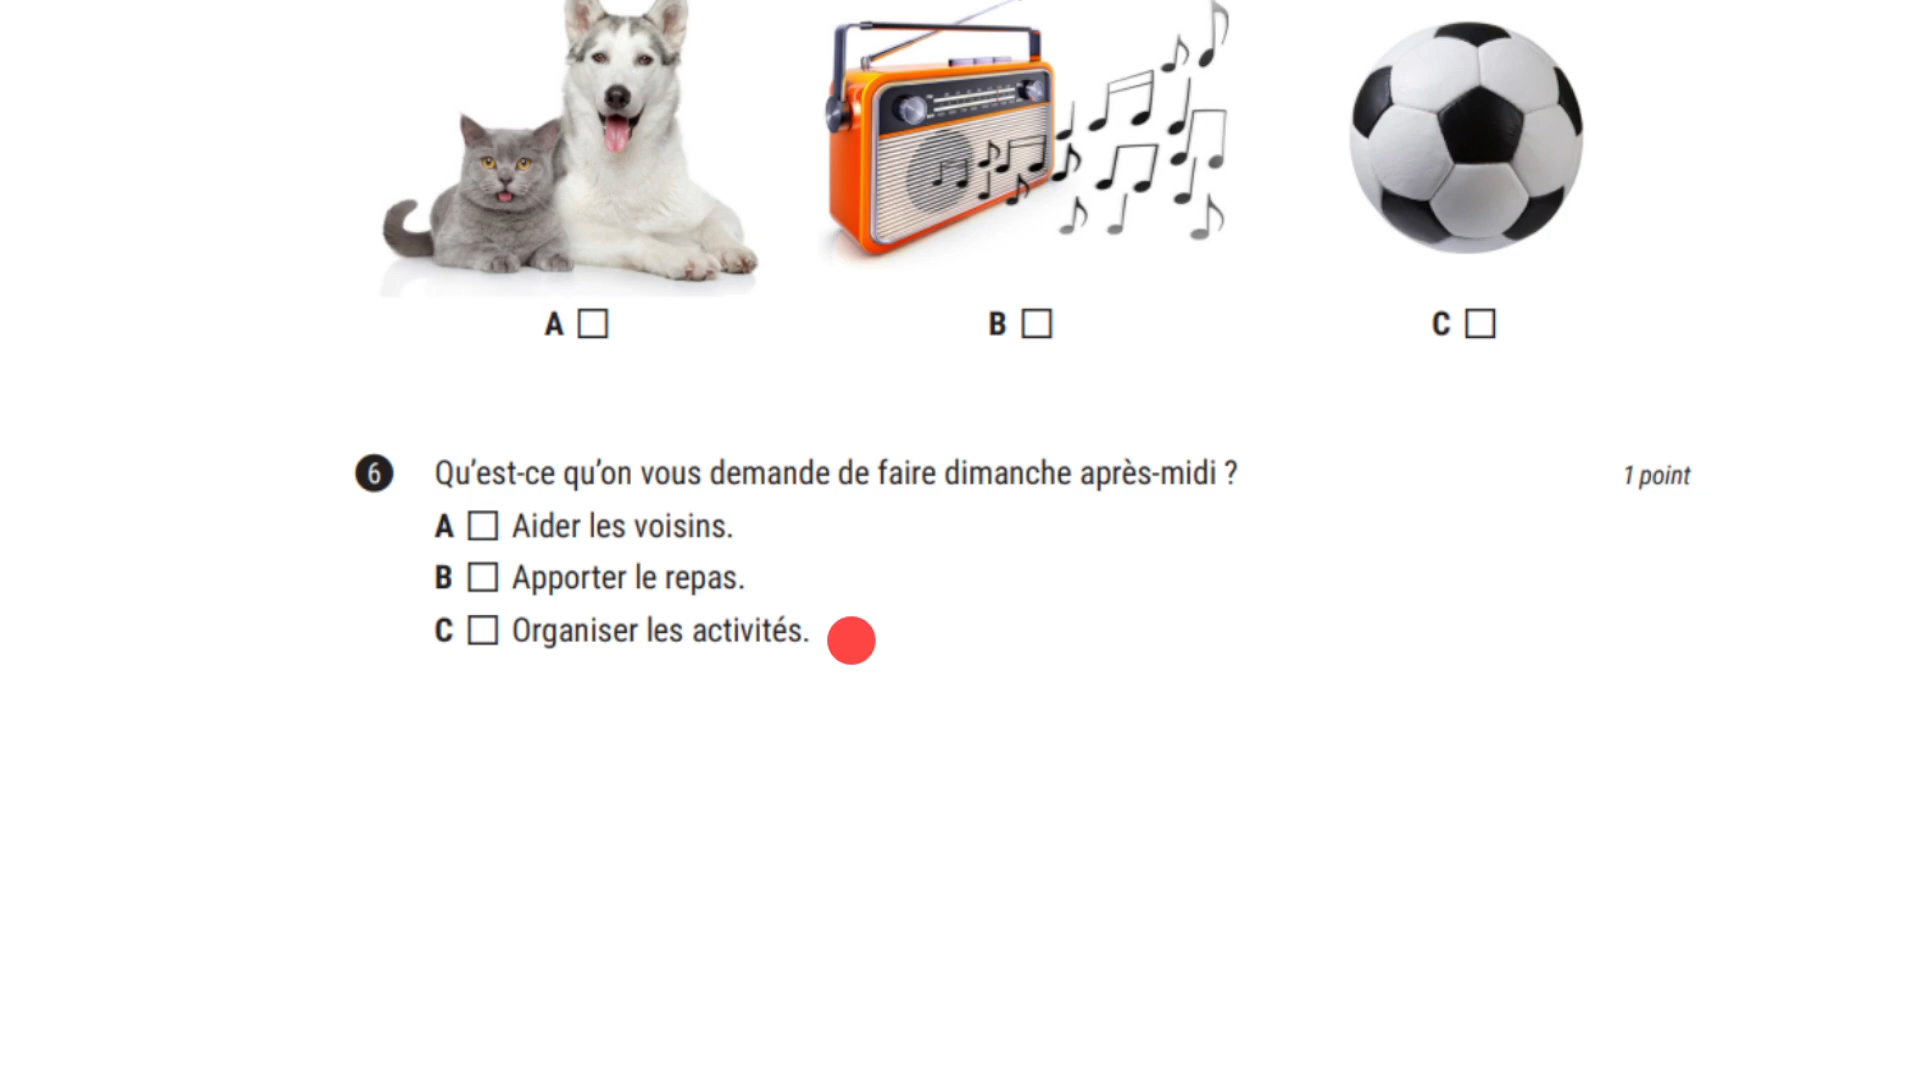 A B C
6 Qu'est-ce qu'on vous demande de faire dimanche après-midi ? 1 point
A Aider les voisins.
B Apporter le repas.
C Organiser les activités.